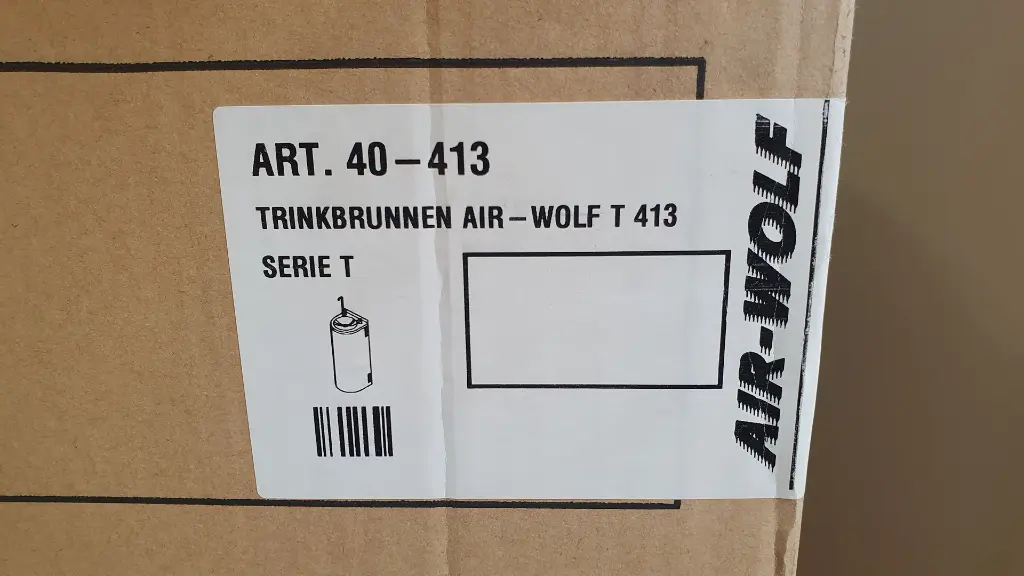 ART. 40-413
TRINKBRUNNEN AIR-WOLF T 413
SERIE T
AIR-WOLF